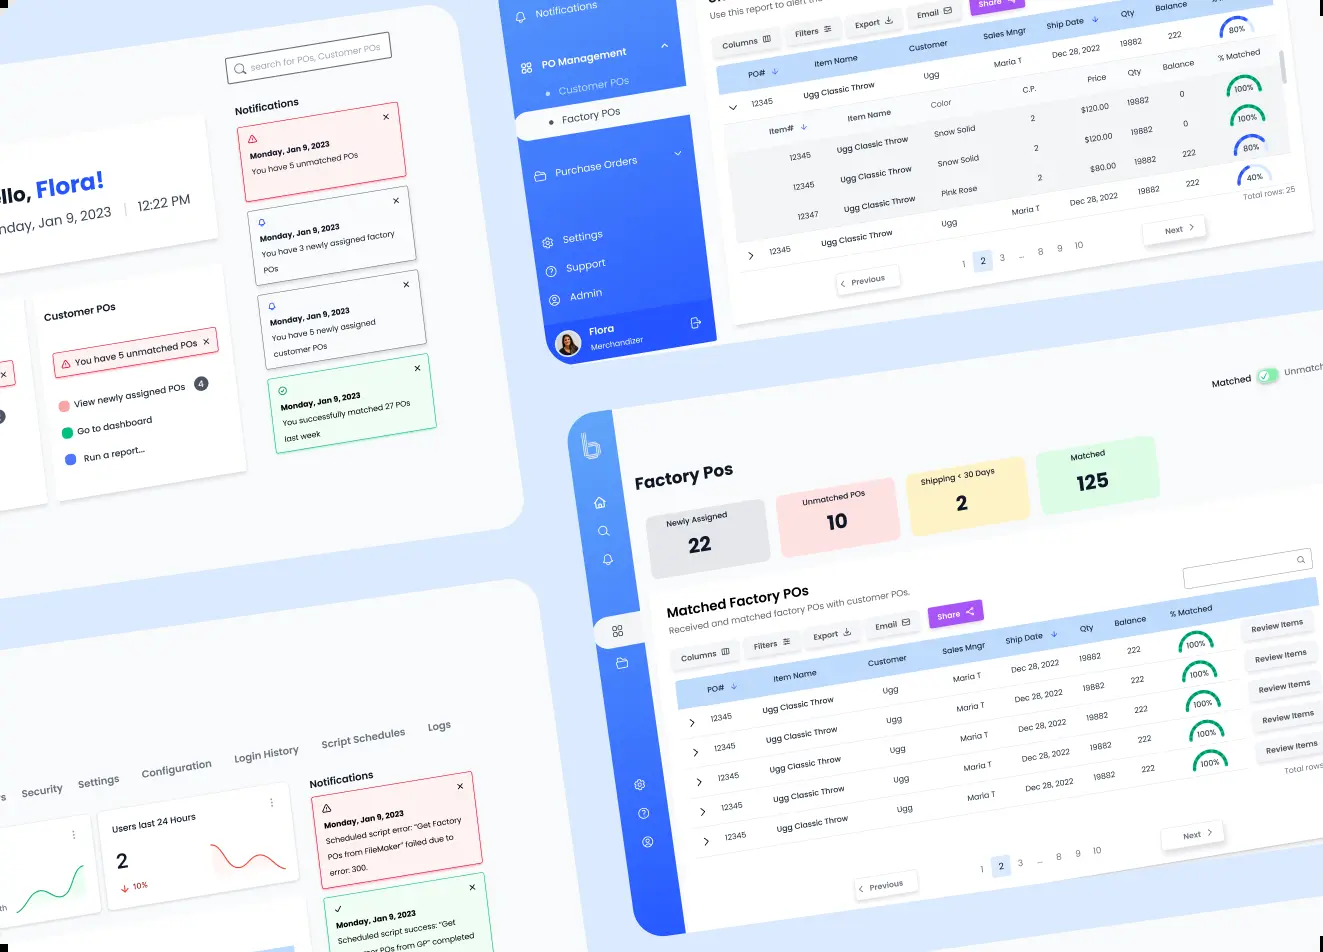 search for POs, Customer POs
Notifications
Monday, Jan 9, 2023
You have 5 unmatched POs
Monday, Jan 9, 2023
You have 3 newly assigned factory
POs
Monday, Jan 9, 2023
You have 5 newly assigned
customer POs
Monday, Jan 9, 2023
You successfully matched 27 POs
last week
Flora!
Jan 9, 2023 | 12:22 PM
Customer POs
You have 5 unmatched POs
View newly assigned POs 4
Go to dashboard
Run a report...
Notifications
PO Management
Customer POs
Factory POs
Purchase Orders
Settings
Support
Admin
Flora
Merchandizer
Use this report to alert the
Columns Filters Export Email Share
PO# Item Name Customer Sales Mngr Ship Date Qty Balance
12345 Ugg Classic Throw Ugg Maria T Dec 28, 2022 19882 222 80%
Item# Item Name Color C.P. Price Qty Balance % Matched
12345 Ugg Classic Throw Snow Solid 2 $120.00 19882 0 100%
12345 Ugg Classic Throw Snow Solid 2 $120.00 19882 0 100%
12347 Ugg Classic Throw Pink Rose 2 $80.00 19882 222 80%
12345 Ugg Classic Throw Ugg Maria T Dec 28, 2022 19882 222 40%
Total rows: 25
Previous 1 2 3 ... 8 9 10 Next
Matched Unmatch
Factory Pos
Newly Assigned
22
Unmatched POs
10
Shipping < 30 Days
2
Matched
125
Matched Factory POs
Received and matched factory POs with customer POs.
Columns Filters Export Email Share
PO# Item Name Customer Sales Mngr Ship Date Qty Balance % Matched
12345 Ugg Classic Throw Ugg Maria T Dec 28, 2022 19882 222 100% Review Items
12345 Ugg Classic Throw Ugg Maria T Dec 28, 2022 19882 222 100% Review Items
12345 Ugg Classic Throw Ugg Maria T Dec 28, 2022 19882 222 100% Review Items
12345 Ugg Classic Throw Ugg Maria T Dec 28, 2022 19882 222 100% Review Items
12345 Ugg Classic Throw Ugg Maria T Dec 28, 2022 19882 222 100% Review Items
Total rows
Previous 1 2 3 ... 8 9 10 Next
Security Settings Configuration Login History Script Schedules Logs
Users last 24 Hours
2
10%
Notifications
Monday, Jan 9, 2023
Scheduled script error: "Get Factory
POs from FileMaker" failed due to
error: 300.
Monday, Jan 9, 2023
Scheduled script success: "Get
POs from GP" completed